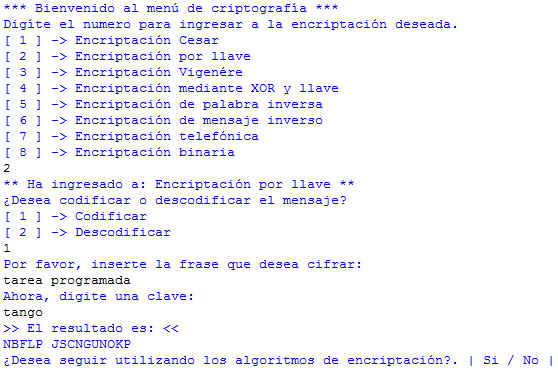 *** Bienvenido al menú de criptografía ***
Digíte el numero para ingresar a la encriptación deseada.
[ 1 ] -> Encriptación Cesar
[ 2 ] -> Encriptación por llave
[ 3 ] -> Encriptación Vigenére
[ 4 ] -> Encriptación mediante XOR y llave
[ 5 ] -> Encriptación de palabra inversa
[ 6 ] -> Encriptación de mensaje inverso
[ 7 ] -> Encriptación telefónica
[ 8 ] -> Encriptación binaria
2
** Ha ingresado a: Encriptación por llave **
¿Desea codificar o descodificar el mensaje?
[ 1 ] -> Codificar
[ 2 ] -> Descodificar
1
Por favor, inserte la frase que desea cifrar:
tarea programada
Ahora, digite una clave:
tango
>> El resultado es: <<
NBFLP JSCNGUNOKP
¿Desea seguir utilizando los algoritmos de encriptación?. | Si / No |